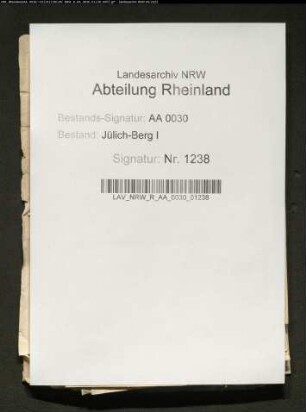 Landesarchiv NRW
Abteilung Rheinland
Bestands-Signatur: AA 0030
Bestand: Jülich-Berg I
Signatur: Nr. 1238
LAV_NRW_R_AA_0030_01238